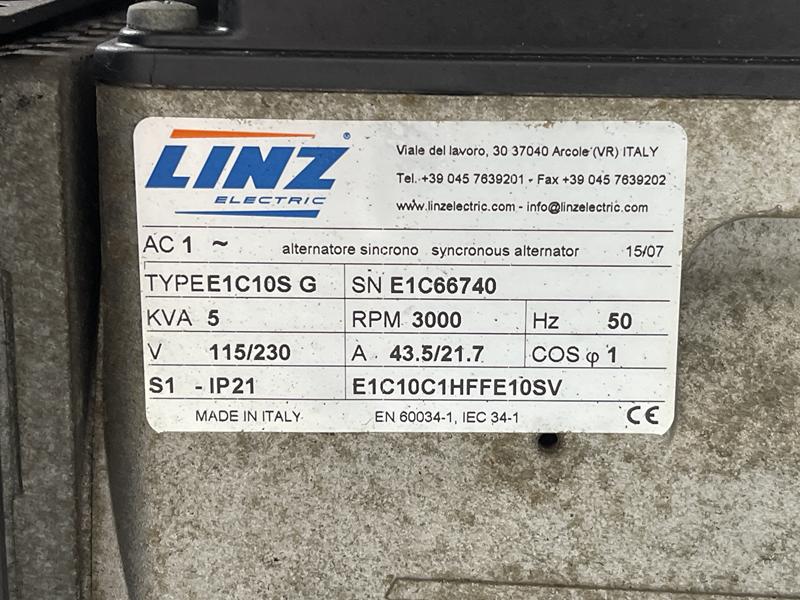 LINZ ®
ELECTRIC
Viale del lavoro, 30 37040 Arcole (VR) ITALY
Tel. +39 045 7639201 - Fax +39 045 7639202
www.linzelectric.com - info@linzelectric.com
AC 1 ~ alternatore sincrono syncronous alternator 15/07
TYPE E1C10S G SN E1C66740
KVA 5 RPM 3000 Hz 50
V 115/230 A 43.5/21.7 COS φ 1
S1 - IP21 E1C10C1HFFE10SV
MADE IN ITALY EN 60034-1, IEC 34-1 CE